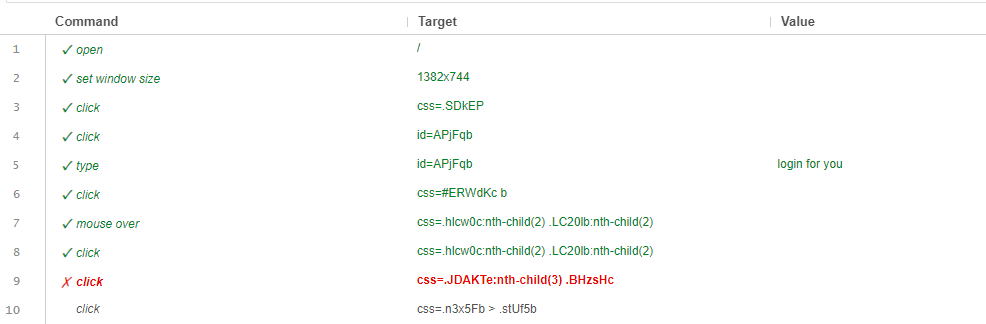 Command Target Value
1 ✓ open /
2 ✓ set window size 1382x744
3 ✓ click css=.SDkEP
4 ✓ click id=APjFqb
5 ✓ type id=APjFqb login for you
6 ✓ click css=#ERWdKc b
7 ✓ mouse over css=.hlcw0c:nth-child(2) .LC20lb:nth-child(2)
8 ✓ click css=.hlcw0c:nth-child(2) .LC20lb:nth-child(2)
9 ✗ click css=.JDAKTe:nth-child(3) .BHzsHc
10 click css=.n3x5Fb > .stUf5b